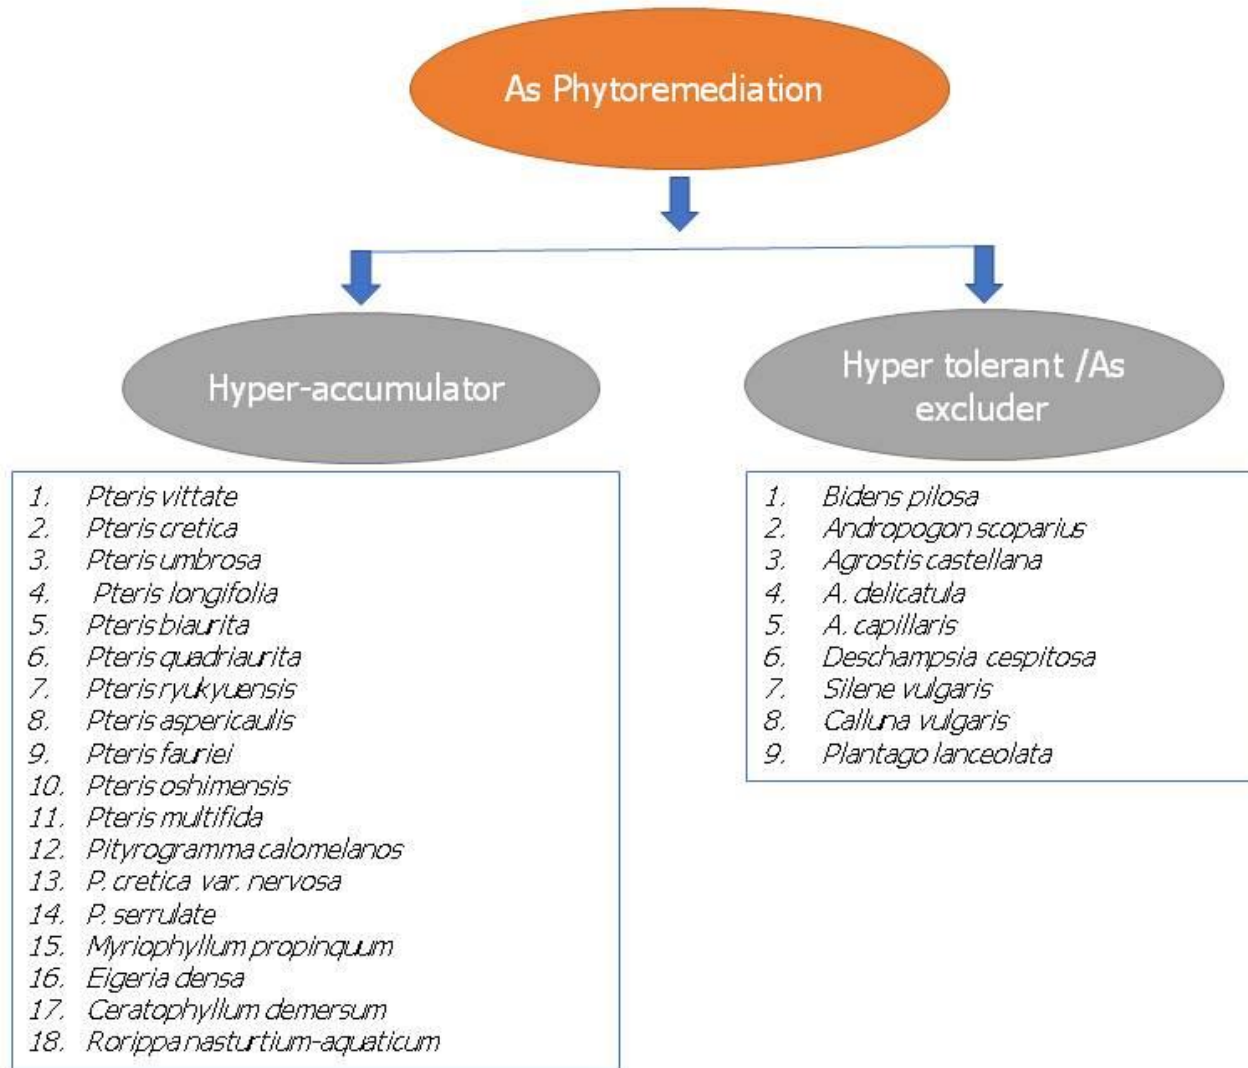 As Phytoremediation
Hyper-accumulator
1. Pteris vittate
2. Pteris cretica
3. Pteris umbrosa
4. Pteris longifolia
5. Pteris biaurita
6. Pteris quadriaurita
7. Pteris ryukyuensis
8. Pteris aspericaulis
9. Pteris fauriei
10. Pteris oshimensis
11. Pteris multifida
12. Pityrogramma calomelanos
13. P. cretica var. nervosa
14. P. serrulate
15. Myriophyllum propinquum
16. Eigeria densa
17. Ceratophyllum demersum
18. Rorippa nasturtium-aquaticum
Hyper tolerant /As
excluder
1. Bidens pilosa
2. Andropogon scoparius
3. Agrostis castellana
4. A. delicatula
5. A. capillaris
6. Deschampsia cespitosa
7. Silene vulgaris
8. Calluna vulgaris
9. Plantago lanceolata